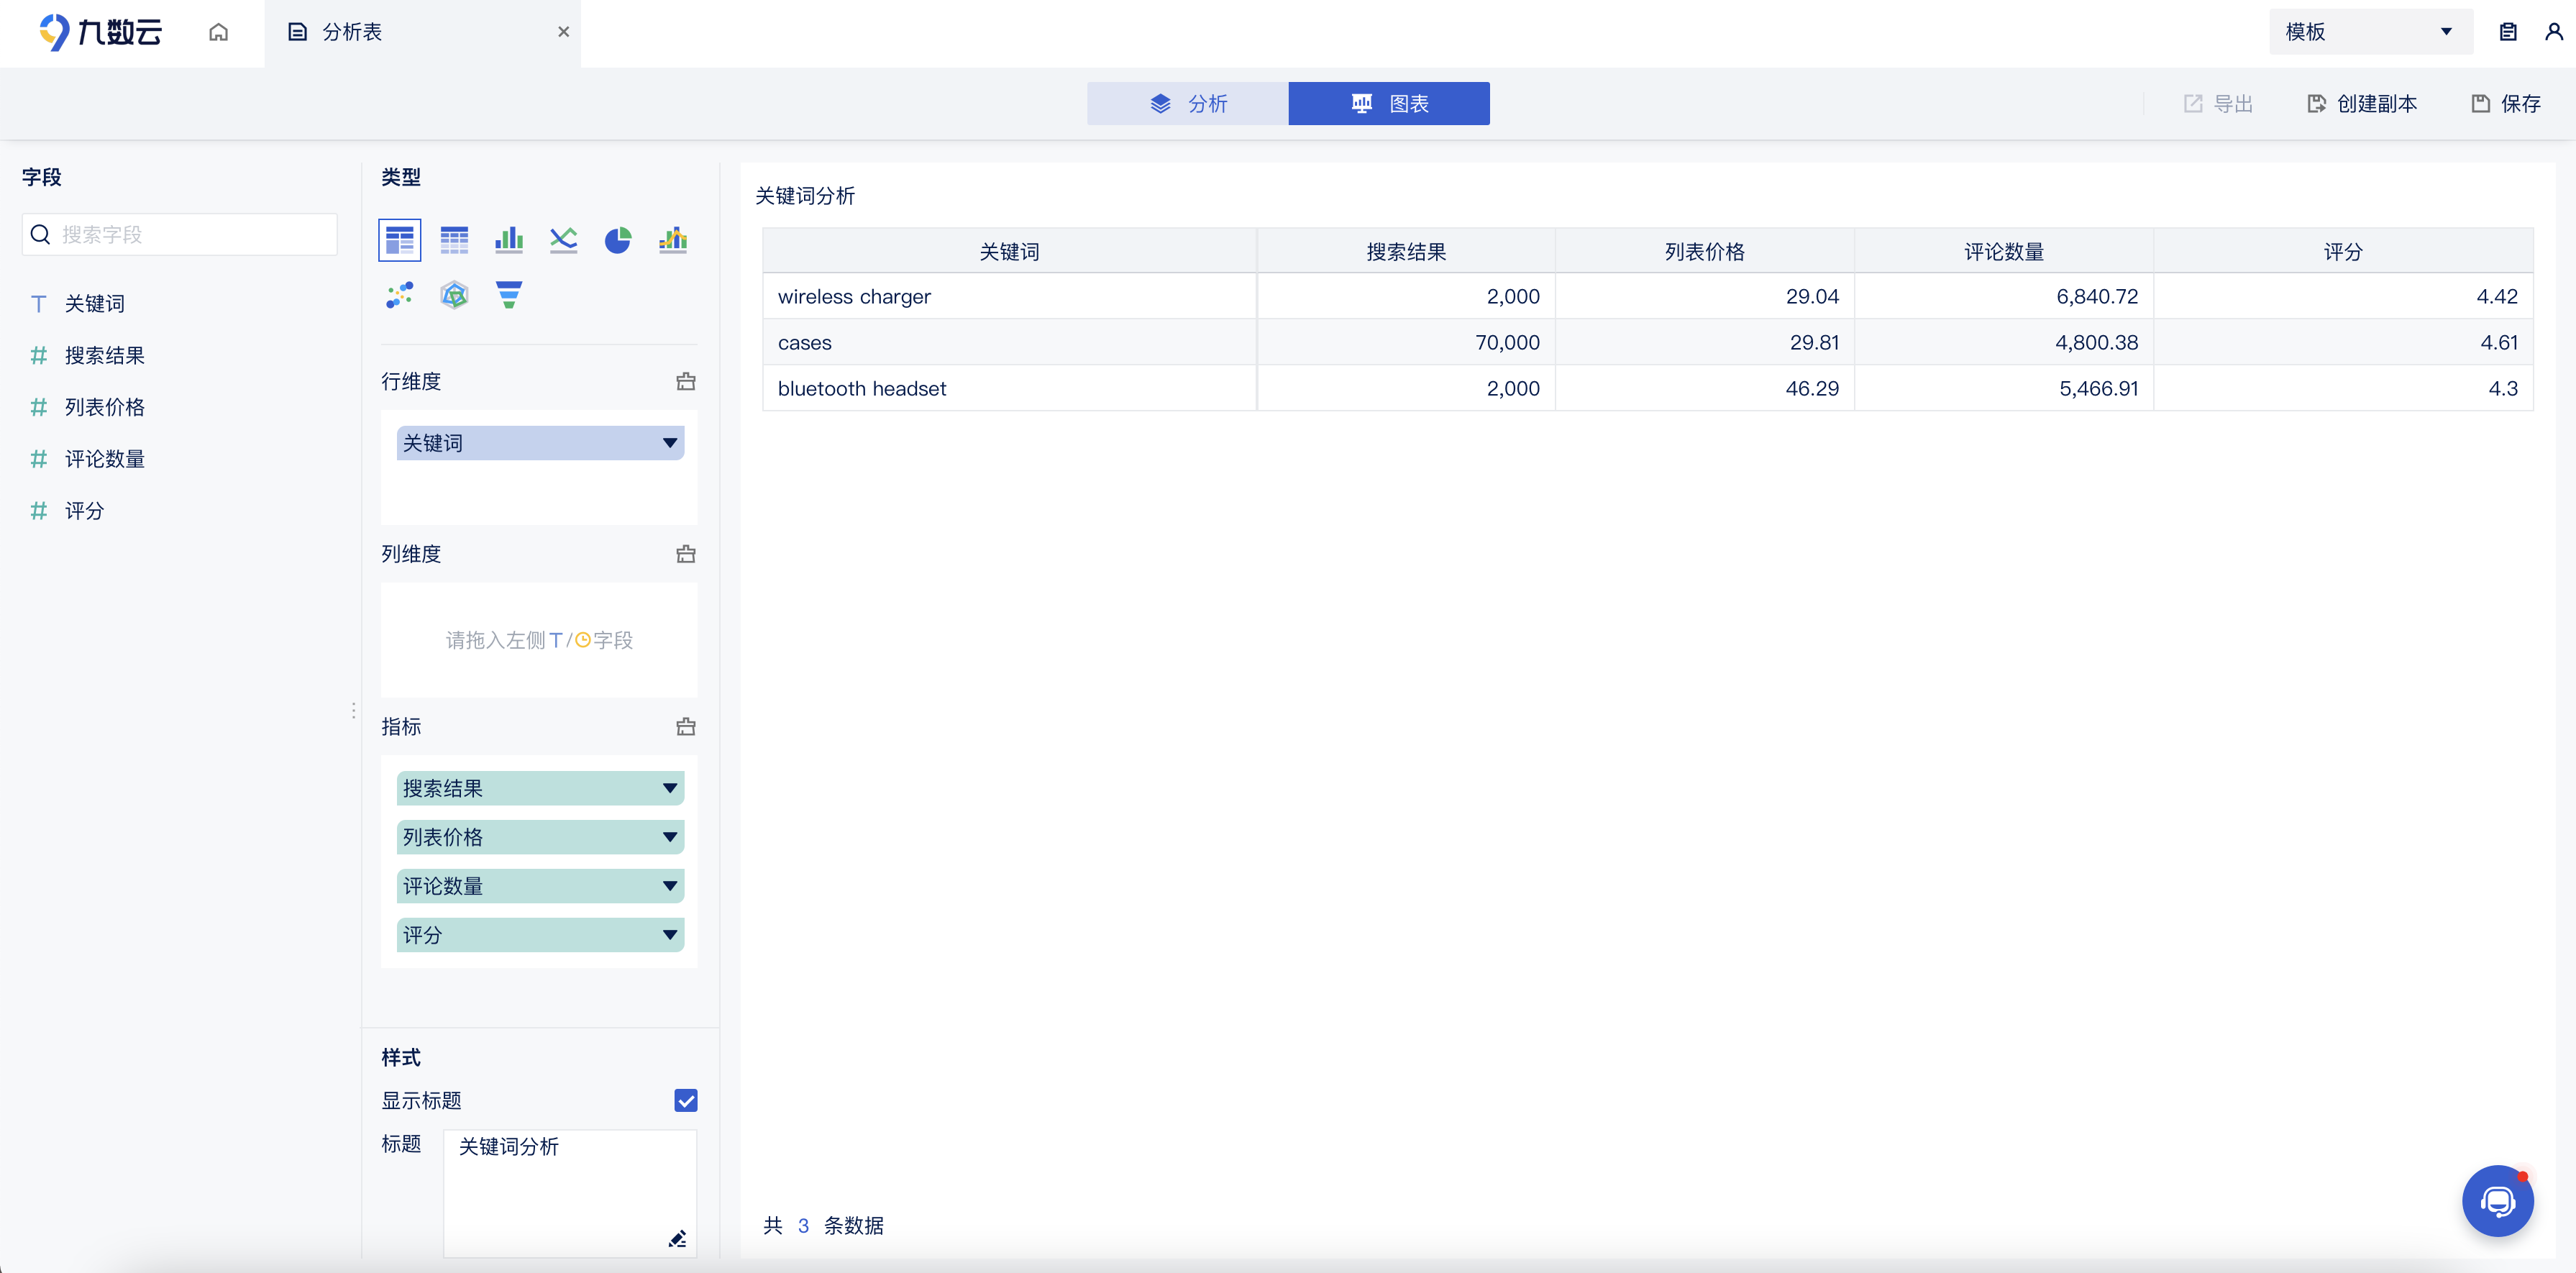 九数云
分析表
模板
分析
图表
导出
创建副本
保存
字段
搜索字段
关键词
搜索结果
列表价格
评论数量
评分
类型
行维度
关键词
列维度
请拖入左侧T/字段
指标
搜索结果
列表价格
评论数量
评分
样式
显示标题
标题
关键词分析
关键词分析
关键词 搜索结果 列表价格 评论数量 评分
wireless charger 2,000 29.04 6,840.72 4.42
cases 70,000 29.81 4,800.38 4.61
bluetooth headset 2,000 46.29 5,466.91 4.3
共 3 条数据